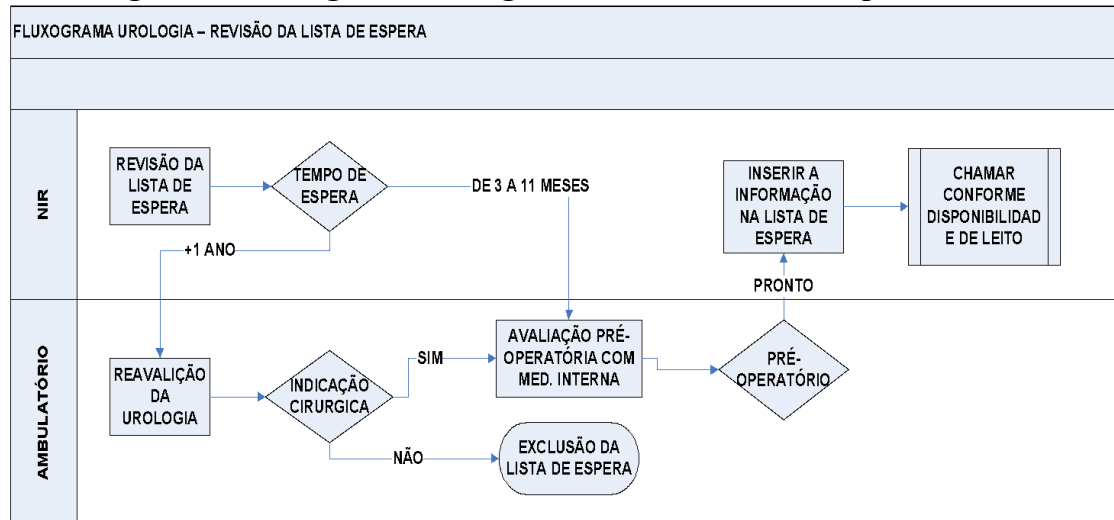 FLUXOGRAMA UROLOGIA – REVISÃO DA LISTA DE ESPERA
NIR
REVISÃO DA
LISTA DE
ESPERA
TEMPO DE
ESPERA
DE 3 A 11 MESES
+1 ANO
INSERIR A
INFORMAÇÃO
NA LISTA DE
ESPERA
CHAMAR
CONFORME
DISPONIBILIDAD
E DE LEITO
PRONTO
AMBULATÓRIO
REAVALIÇÃO
DA
UROLOGIA
INDICAÇÃO
CIRURGICA
SIM
NÃO
AVALIAÇÃO PRÉ-
OPERATÓRIA COM
MED. INTERNA
EXCLUSÃO DA
LISTA DE ESPERA
PRÉ-
OPERATÓRIO